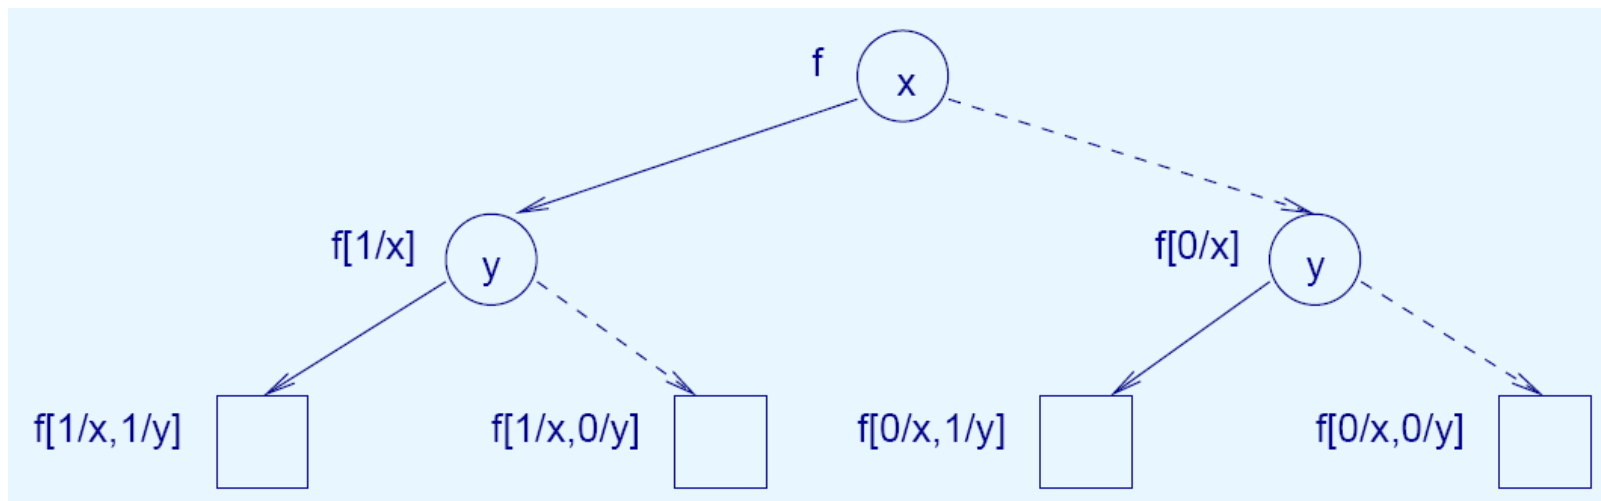 f
x
f[1/x]
y
f[0/x]
y
f[1/x,1/y]
f[1/x,0/y]
f[0/x,1/y]
f[0/x,0/y]